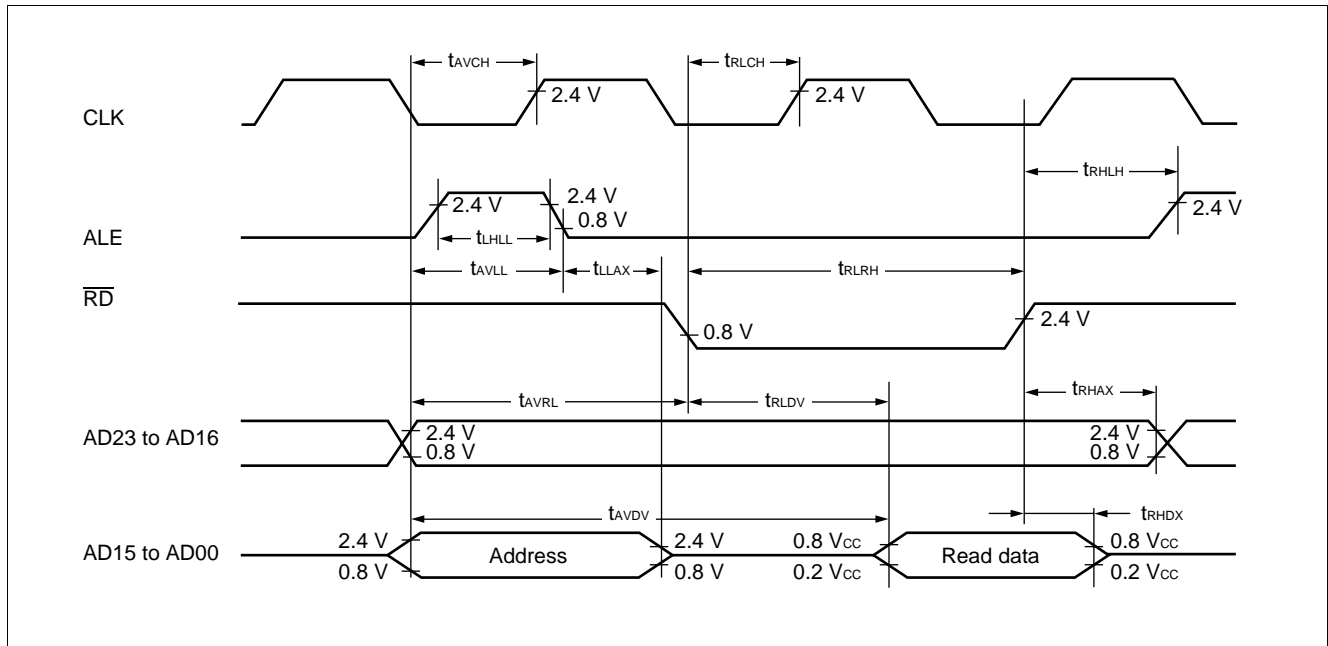 tAVCH
tRLCH
CLK
2.4 V
2.4 V
tRHLH
ALE
2.4 V
2.4 V
0.8 V
2.4 V
tLHLL
tAVLL
tLLAX
tRLRH
RD
0.8 V
2.4 V
tAVRL
tRLDV
tRHAX
AD23 to AD16
2.4 V
0.8 V
2.4 V
0.8 V
tAVDV
tRHDX
AD15 to AD00
2.4 V
0.8 V
Address
2.4 V
0.8 V
0.8 VCC
0.2 VCC
Read data
0.8 VCC
0.2 VCC